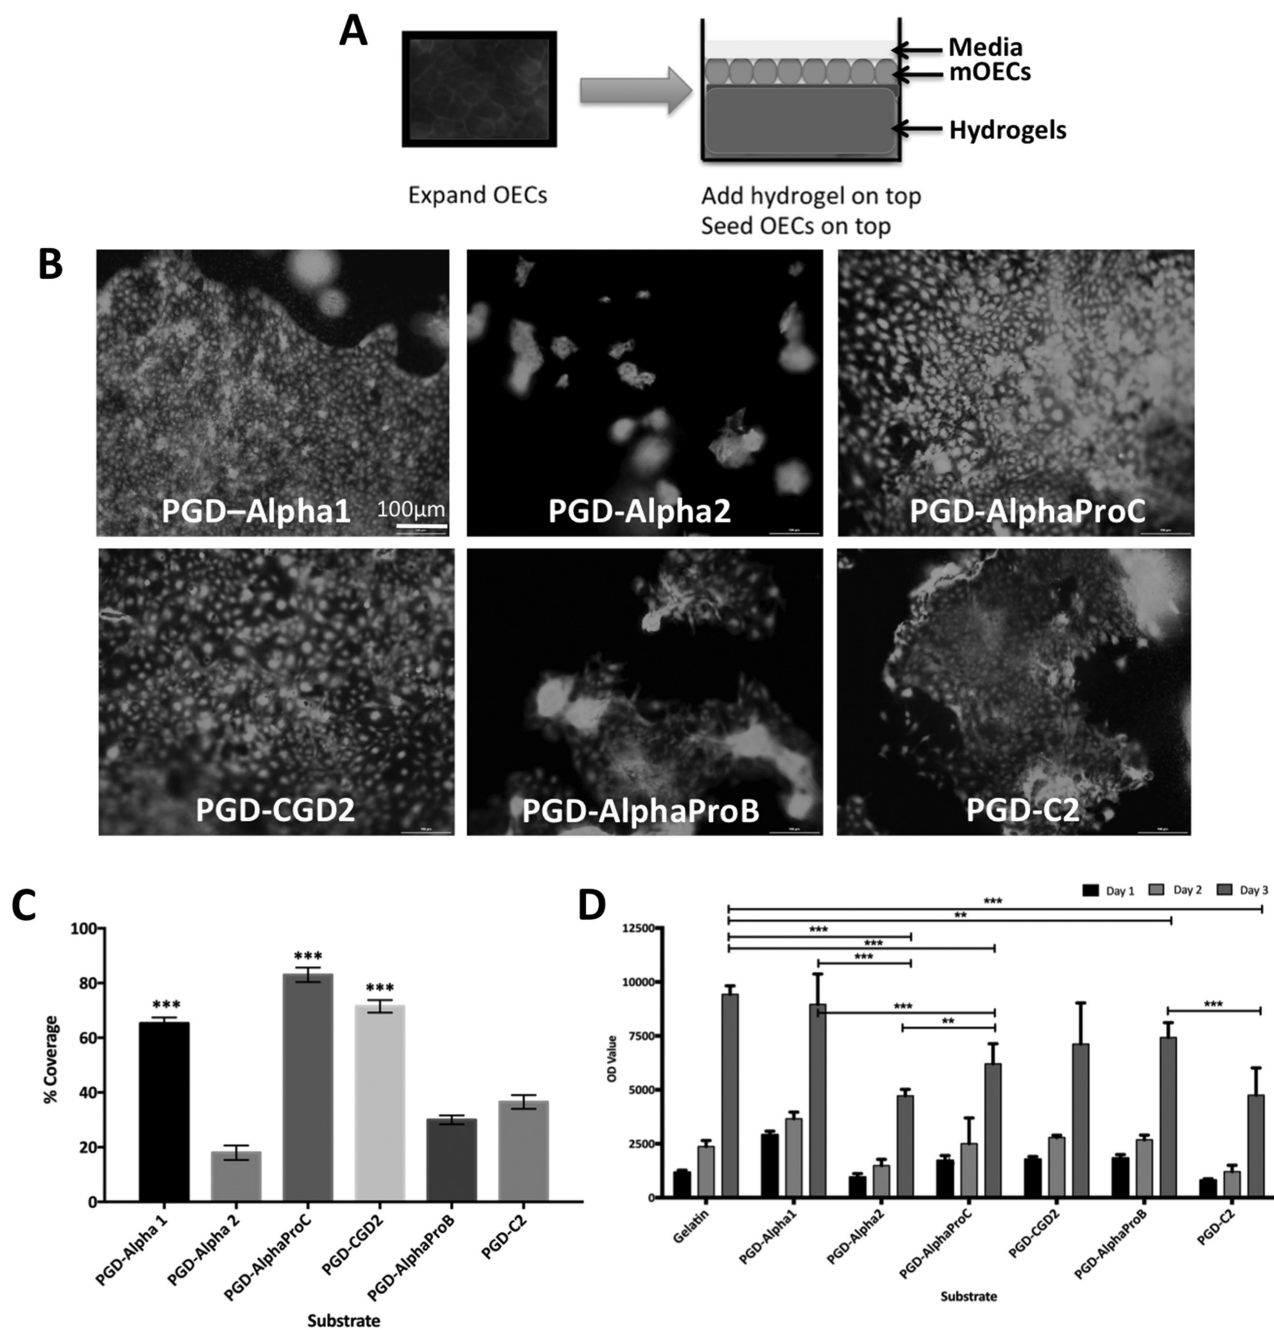 A
Media
mOECs
Hydrogels
Expand OECs
Add hydrogel on top
Seed OECs on top
B
PGD–Alpha1
100µm
PGD-Alpha2
PGD-AlphaProC
PGD-CGD2
PGD-AlphaProB
PGD-C2
C
% Coverage
100
80
60
40
20
0
***
***
***
PGD-Alpha 1
PGD-Alpha 2
PGD-AlphaProC
PGD-CGD2
PGD-AlphaProB
PGD-C2
Substrate
D
Day 1
Day 2
Day 3
OD Value
12500
10000
7500
5000
2500
0
***
**
***
***
***
***
**
***
Gelatin
PGD-Alpha1
PGD-Alpha2
PGD-AlphaProC
PGD-CGD2
PGD-AlphaProB
PGD-C2
Substrate